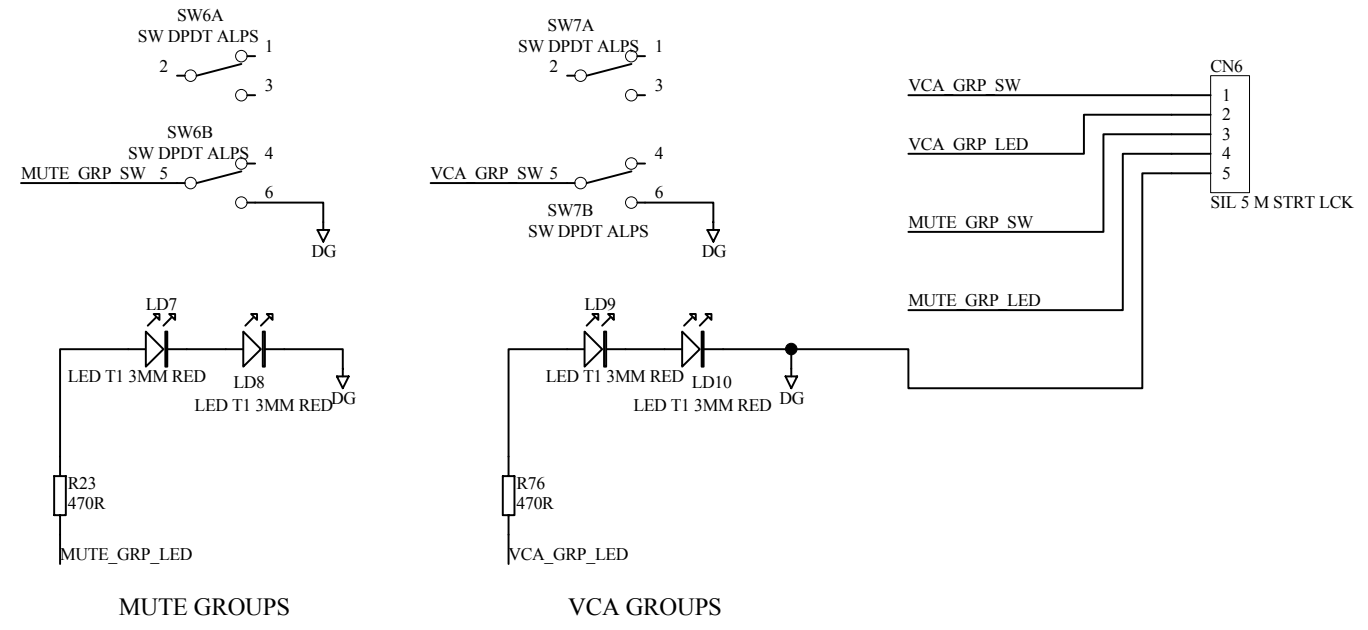 SW6A
SW DPDT ALPS
1
2
3
SW6B
SW DPDT ALPS
4
MUTE_GRP_SW 5
6
DG
SW7A
SW DPDT ALPS
1
2
3
4
VCA_GRP_SW 5
6
SW7B
SW DPDT ALPS
DG
CN6
VCA_GRP_SW
1
2
VCA_GRP_LED
3
4
5
SIL 5 M STRT LCK
MUTE_GRP_SW
MUTE_GRP_LED
LD7
LED T1 3MM RED
LD8
LED T1 3MM RED
DG
R23
470R
MUTE_GRP_LED
LD9
LED T1 3MM RED
LD10
LED T1 3MM RED
DG
R76
470R
VCA_GRP_LED
MUTE GROUPS
VCA GROUPS